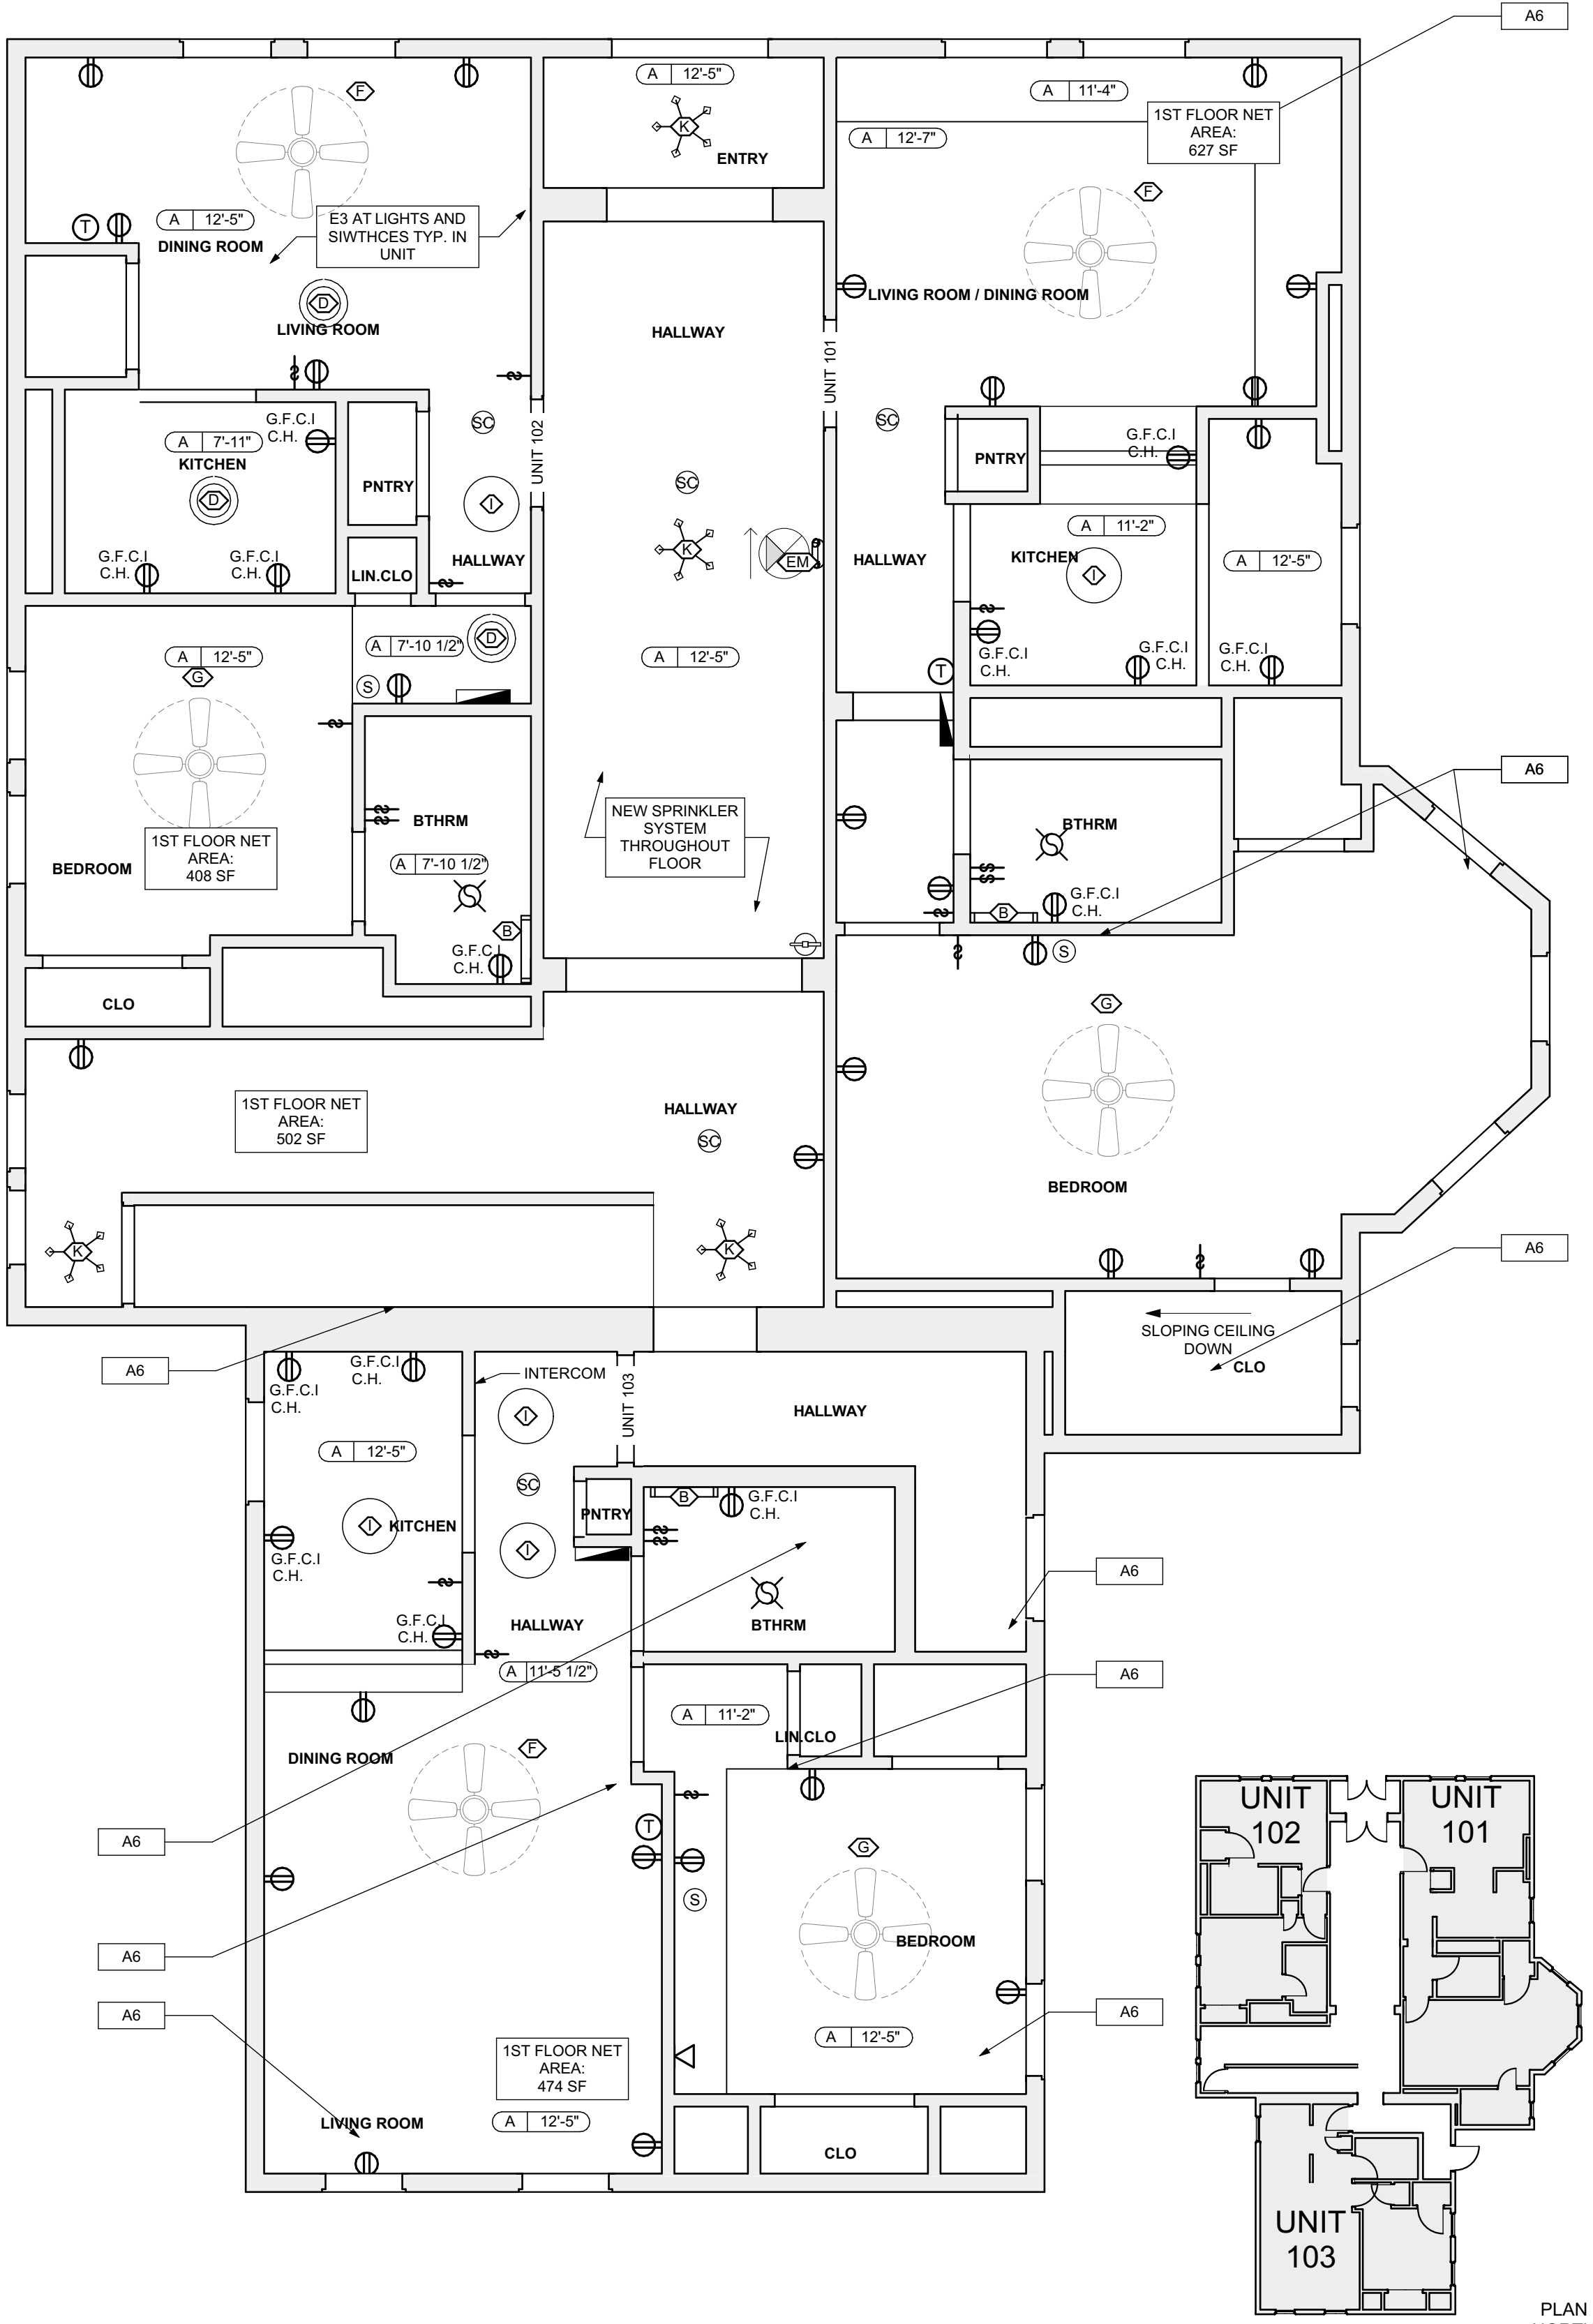 A6
A 12'-5"
K
ENTRY
F
A 11'-4"
A 12'-7"
1ST FLOOR NET
AREA:
627 SF
F
T
A 12'-5"
DINING ROOM
E3 AT LIGHTS AND
SIWTHCES TYP. IN
UNIT
D
LIVING ROOM
HALLWAY
UNIT 101
LIVING ROOM / DINING ROOM
G.F.C.I
C.H.
A 7'-11"
KITCHEN
D
PNTRY
SC
UNIT 102
I
HALLWAY
G.F.C.I
C.H.
G.F.C.I
C.H.
LIN.CLO
SC
K
EM
SC
PNTRY
G.F.C.I
C.H.
HALLWAY
A 11'-2"
KITCHEN
I
A 12'-5"
G.F.C.I
C.H.
G.F.C.I
C.H.
G.F.C.I
C.H.
T
A 12'-5"
G
A 7'-10 1/2"
D
S
A 12'-5"
1ST FLOOR NET
AREA:
408 SF
BEDROOM
BTHRM
A 7'-10 1/2"
B
G.F.C.I
C.H.
NEW SPRINKLER
SYSTEM
THROUGHOUT
FLOOR
BTHRM
B
G.F.C.I
C.H.
S
A6
CLO
G
BEDROOM
1ST FLOOR NET
AREA:
502 SF
HALLWAY
SC
K
K
A6
SLOPING CEILING
DOWN
CLO
A6
G.F.C.I
C.H.
G.F.C.I
C.H.
INTERCOM
I
UNIT 103
HALLWAY
A 12'-5"
I
KITCHEN
SC
I
PNTRY
B
G.F.C.I
C.H.
G.F.C.I
C.H.
G.F.C.I
C.H.
HALLWAY
BTHRM
A6
A 11'-5 1/2"
A 11'-2"
LIN.CLO
A6
DINING ROOM
F
A6
T
G
S
BEDROOM
A6
A6
A 12'-5"
A6
1ST FLOOR NET
AREA:
474 SF
LIVING ROOM
A 12'-5"
CLO
UNIT
102
UNIT
101
UNIT
103
PLAN